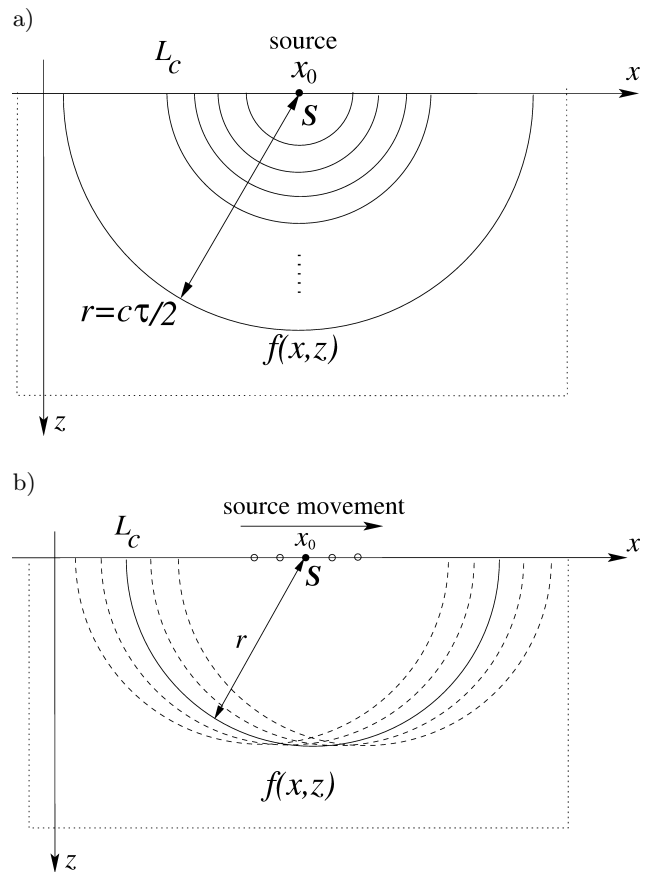 a)
source
L_c
x_0
x
S
r=cτ/2
f(x,z)
z
b)
source movement
L_c
x_0
x
S
r
f(x,z)
z